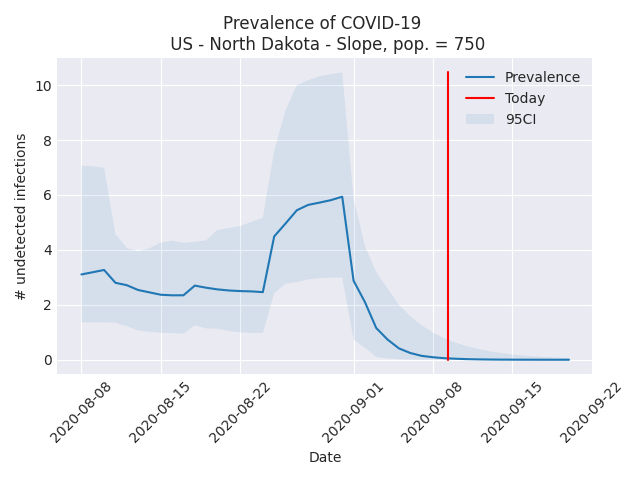 Prevalence of COVID-19
US - North Dakota - Slope, pop. = 750
Prevalence
Today
95CI
10
8
6
4
2
0
# undetected infections
2020-08-08
2020-08-15
2020-08-22
2020-09-01
2020-09-08
2020-09-15
2020-09-22
Date